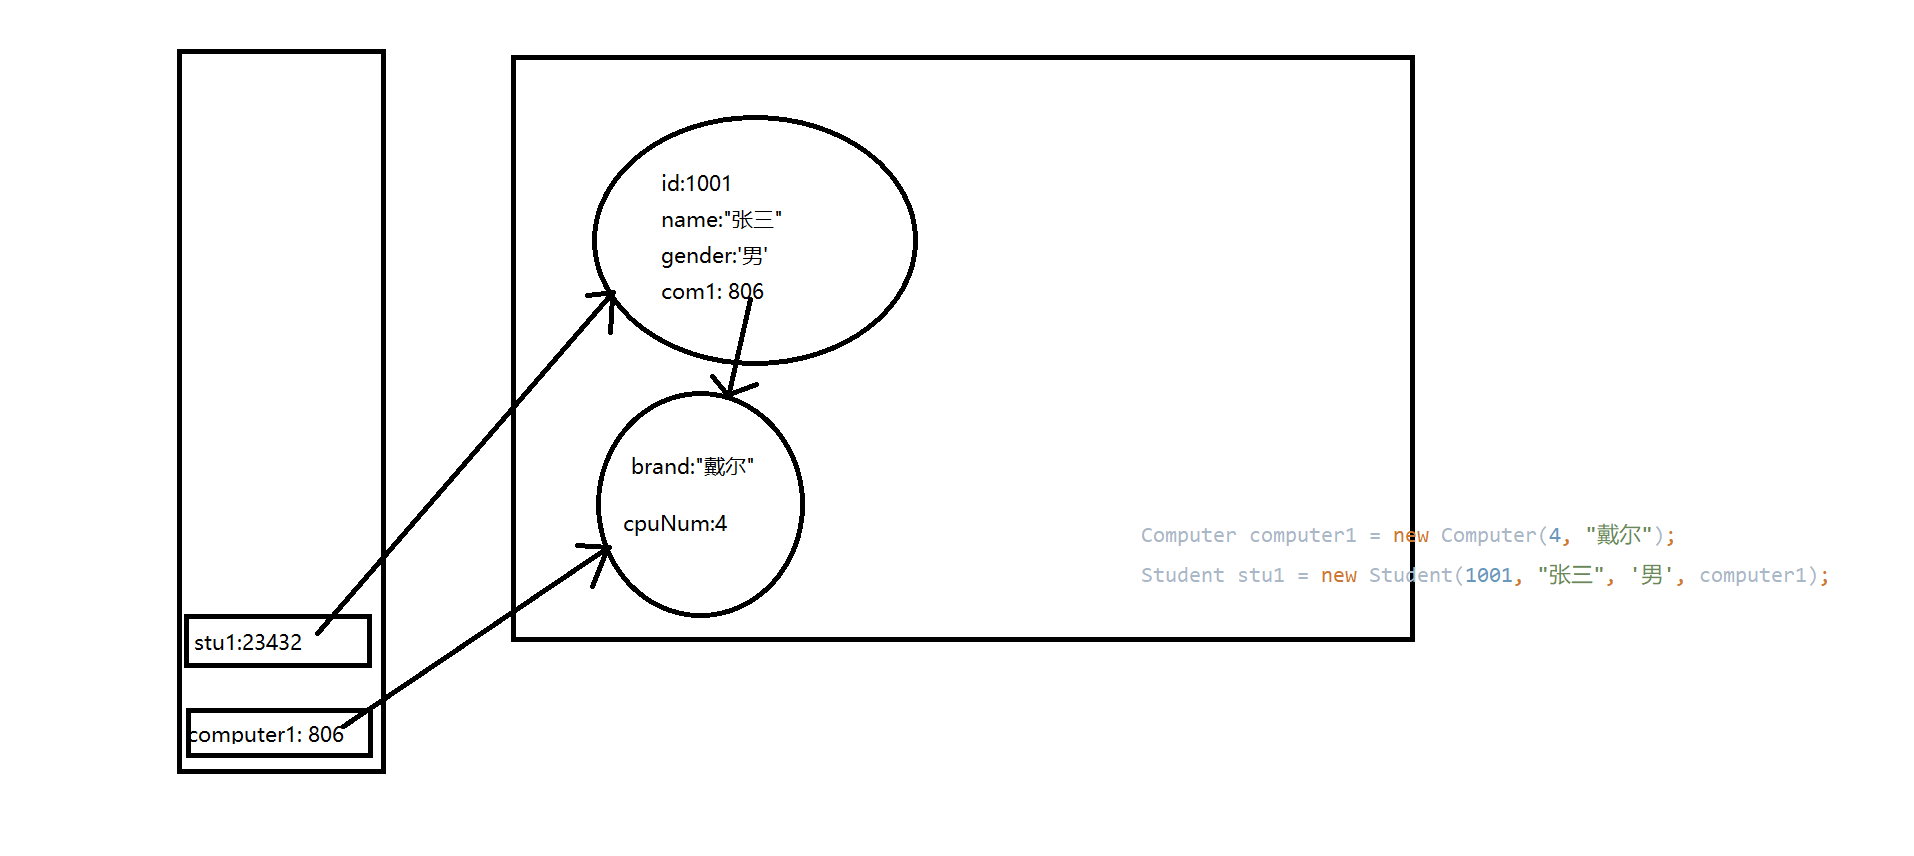 id:1001
name:"张三"
gender:'男'
com1: 806
brand:"戴尔"
cpuNum:4
Computer computer1 = new Computer(4, "戴尔");
Student stu1 = new Student(1001, "张三", '男', computer1);
stu1:23432
computer1: 806